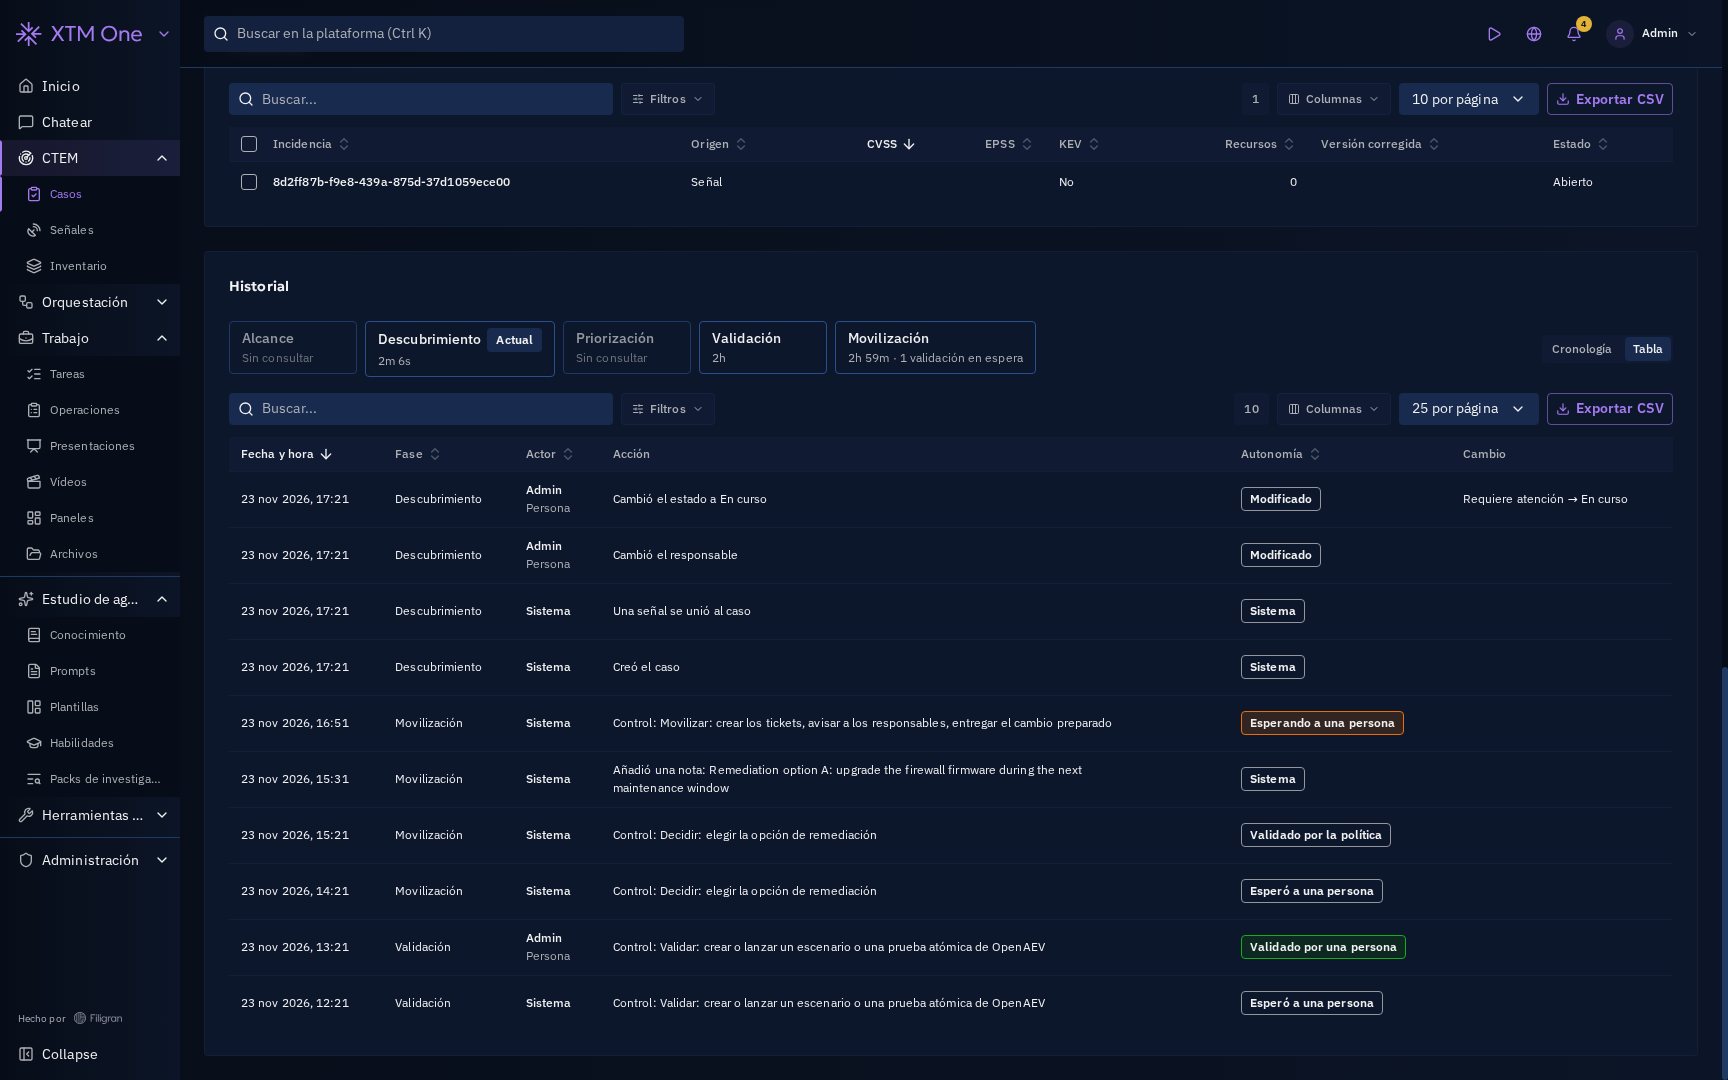 XTM One
Buscar en la plataforma (Ctrl K)
4
Admin
Inicio
Chatear
CTEM
Casos
Señales
Inventario
Orquestación
Trabajo
Tareas
Operaciones
Presentaciones
Vídeos
Paneles
Archivos
Estudio de ag...
Conocimiento
Prompts
Plantillas
Habilidades
Packs de investiga...
Herramientas ...
Administración
Hecho por Filigran
Collapse
Buscar...
Filtros
1
Columnas
10 por página
Exportar CSV
Incidencia Origen CVSS EPSS KEV Recursos Versión corregida Estado
8d2ff87b-f9e8-439a-875d-37d1059ece00 Señal No 0 Abierto
Historial
Alcance
Sin consultar
Descubrimiento Actual
2m 6s
Priorización
Sin consultar
Validación
2h
Movilización
2h 59m · 1 validación en espera
Cronología Tabla
Buscar...
Filtros
10
Columnas
25 por página
Exportar CSV
Fecha y hora Fase Actor Acción Autonomía Cambio
23 nov 2026, 17:21 Descubrimiento Admin Persona Cambió el estado a En curso Modificado Requiere atención → En curso
23 nov 2026, 17:21 Descubrimiento Admin Persona Cambió el responsable Modificado
23 nov 2026, 17:21 Descubrimiento Sistema Una señal se unió al caso Sistema
23 nov 2026, 17:21 Descubrimiento Sistema Creó el caso Sistema
23 nov 2026, 16:51 Movilización Sistema Control: Movilizar: crear los tickets, avisar a los responsables, entregar el cambio preparado Esperando a una persona
23 nov 2026, 15:31 Movilización Sistema Añadió una nota: Remediation option A: upgrade the firewall firmware during the next maintenance window Sistema
23 nov 2026, 15:21 Movilización Sistema Control: Decidir: elegir la opción de remediación Validado por la política
23 nov 2026, 14:21 Movilización Sistema Control: Decidir: elegir la opción de remediación Esperó a una persona
23 nov 2026, 13:21 Validación Admin Persona Control: Validar: crear o lanzar un escenario o una prueba atómica de OpenAEV Validado por una persona
23 nov 2026, 12:21 Validación Sistema Control: Validar: crear o lanzar un escenario o una prueba atómica de OpenAEV Esperó a una persona